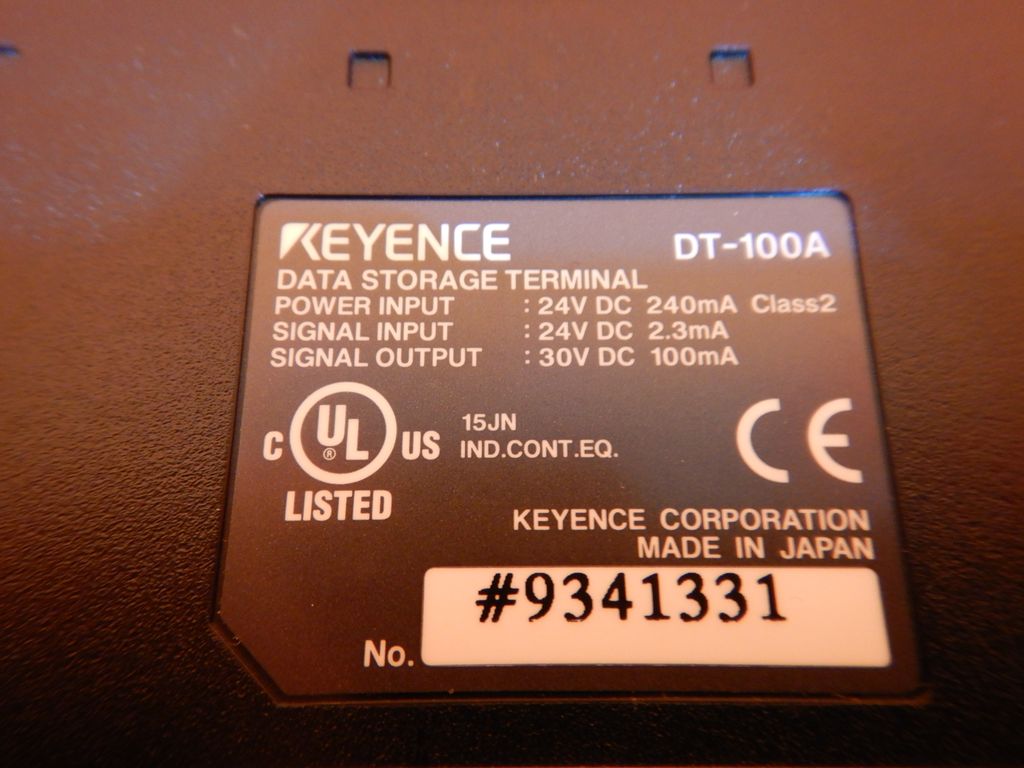 KEYENCE DT-100A
DATA STORAGE TERMINAL
POWER INPUT : 24V DC 240mA Class2
SIGNAL INPUT : 24V DC 2.3mA
SIGNAL OUTPUT : 30V DC 100mA
C UL ® US
LISTED
15JN
IND.CONT.EQ.
CE
KEYENCE CORPORATION
MADE IN JAPAN
No. #9341331